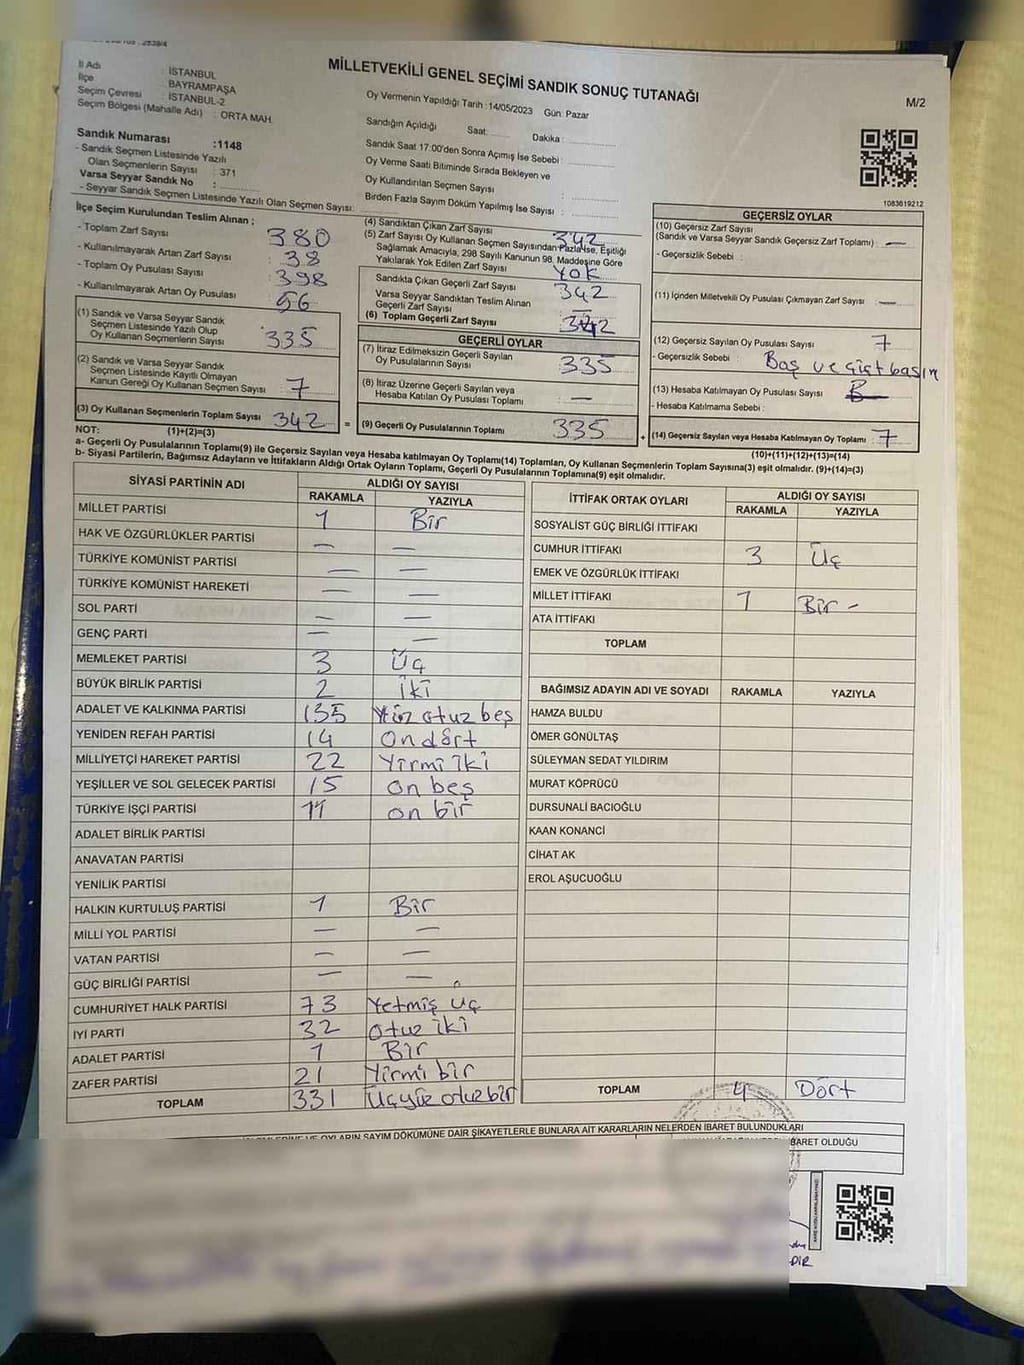 MİLLETVEKİLİ GENEL SEÇİMİ SANDIK SONUÇ TUTANAĞI
M/2
İl Adı : İSTANBUL
İlçe : BAYRAMPAŞA
Seçim Çevresi : İSTANBUL-2
Seçim Bölgesi (Mahalle Adı) : ORTA MAH.
Sandık Numarası :1148
- Sandık Seçmen Listesinde Yazılı
Olan Seçmenlerin Sayısı : 371
Varsa Seyyar Sandık No :
- Seyyar Sandık Seçmen Listesinde Yazılı Olan Seçmen Sayısı:
Oy Vermenin Yapıldığı Tarih :14/05/2023 Gün: Pazar
Sandığın Açıldığı Saat: Dakika :
Sandık Saat 17:00'den Sonra Açımış İse Sebebi :
Oy Verme Saati Bitiminde Sırada Bekleyen ve
Oy Kullandırılan Seçmen Sayısı :
Birden Fazla Sayım Döküm Yapılmış İse Sayısı :
1083619212
İlçe Seçim Kurulundan Teslim Alınan ;
- Toplam Zarf Sayısı : 380
- Kullanılmayarak Artan Zarf Sayısı : 38
- Toplam Oy Pusulası Sayısı : 398
- Kullanılmayarak Artan Oy Pusulası : 56
(1) Sandık ve Varsa Seyyar Sandık
Seçmen Listesinde Yazılı Olup
Oy Kullanan Seçmenlerin Sayısı : 335
(2) Sandık ve Varsa Seyyar Sandık
Seçmen Listesinde Kayıtlı Olmayan
Kanun Gereği Oy Kullanan Seçmen Sayısı : 7
(3) Oy Kullanan Seçmenlerin Toplam Sayısı : 342 =
(4) Sandıktan Çıkan Zarf Sayısı : 342
(5) Zarf Sayısı Oy Kullanan Seçmen Sayısından Fazla İse, Eşitliği
Sağlamak Amacıyla, 298 Sayılı Kanunun 98. Maddesine Göre
Yakılarak Yok Edilen Zarf Sayısı : YOK
Sandıkta Çıkan Geçerli Zarf Sayısı : 342
Varsa Seyyar Sandıktan Teslim Alınan
Geçerli Zarf Sayısı : –
(6) Toplam Geçerli Zarf Sayısı : 342
GEÇERLİ OYLAR
(7) İtiraz Edilmeksizin Geçerli Sayılan
Oy Pusulalarının Sayısı : 335
(8) İtiraz Üzerine Geçerli Sayılan veya
Hesaba Katılan Oy Pusulası Toplamı : —
(9) Geçerli Oy Pusulalarının Toplamı : 335 +
GEÇERSİZ OYLAR
(10) Geçersiz Zarf Sayısı
(Sandık ve Varsa Seyyar Sandık Geçersiz Zarf Toplamı) : —
- Geçersizlik Sebebi :
(11) İçinden Milletvekili Oy Pusulası Çıkmayan Zarf Sayısı : —
(12) Geçersiz Sayılan Oy Pusulası Sayısı : 7
- Geçersizlik Sebebi : Boş ve çift basım
(13) Hesaba Katılmayan Oy Pusulası Sayısı :
- Hesaba Katılmama Sebebi :
(14) Geçersiz Sayılan veya Hesaba Katılmayan Oy Toplamı : 7
NOT: (1)+(2)=(3) (10)+(11)+(12)+(13)=(14)
a- Geçerli Oy Pusulalarının Toplamı(9) ile Geçersiz Sayılan veya Hesaba katılmayan Oy Toplamı(14) Toplamları, Oy Kullanan Seçmenlerin Toplam Sayısına(3) eşit olmalıdır. (9)+(14)=(3)
b- Siyasi Partilerin, Bağımsız Adayların ve İttifakların Aldığı Ortak Oyların Toplamı, Geçerli Oy Pusulalarının Toplamına(9) eşit olmalıdır.
SİYASİ PARTİNİN ADI ALDIĞI OY SAYISI
RAKAMLA YAZIYLA
MİLLET PARTİSİ 1 Bir
HAK VE ÖZGÜRLÜKLER PARTİSİ — —
TÜRKİYE KOMÜNİST PARTİSİ — —
TÜRKİYE KOMÜNİST HAREKETİ — —
SOL PARTİ — —
GENÇ PARTİ — —
MEMLEKET PARTİSİ 3 Üç
BÜYÜK BİRLİK PARTİSİ 2 iki
ADALET VE KALKINMA PARTİSİ 135 Yüz otuz beş
YENİDEN REFAH PARTİSİ 14 On dört
MİLLİYETÇİ HAREKET PARTİSİ 22 Yirmi iki
YEŞİLLER VE SOL GELECEK PARTİSİ 15 on beş
TÜRKİYE İŞÇİ PARTİSİ 11 on bir
ADALET BİRLİK PARTİSİ
ANAVATAN PARTİSİ
YENİLİK PARTİSİ
HALKIN KURTULUŞ PARTİSİ 1 Bir
MİLLİ YOL PARTİSİ — —
VATAN PARTİSİ — —
GÜÇ BİRLİĞİ PARTİSİ — —
CUMHURİYET HALK PARTİSİ 73 Yetmiş üç
İYİ PARTİ 32 Otuz iki
ADALET PARTİSİ 1 Bir
ZAFER PARTİSİ 21 Yirmi bir
TOPLAM 331 Üçyüz otuzbir
İTTİFAK ORTAK OYLARI ALDIĞI OY SAYISI
RAKAMLA YAZIYLA
SOSYALİST GÜÇ BİRLİĞİ İTTİFAKI
CUMHUR İTTİFAKI 3 Üç
EMEK VE ÖZGÜRLÜK İTTİFAKI
MİLLET İTTİFAKI 1 Bir -
ATA İTTİFAKI
TOPLAM
BAĞIMSIZ ADAYIN ADI VE SOYADI RAKAMLA YAZIYLA
HAMZA BULDU
ÖMER GÖNÜLTAŞ
SÜLEYMAN SEDAT YILDIRIM
MURAT KÖPRÜCÜ
DURSUNALİ BACIOĞLU
KAAN KONANCİ
CİHAT AK
EROL AŞUCUOĞLU
TOPLAM 4 Dört
OYLARIN SAYIM DÖKÜMÜNE DAİR ŞİKAYETLERLE BUNLARA AİT KARARLARIN NELERDEN İBARET BULUNDUKLARI
BARET OLDUĞU